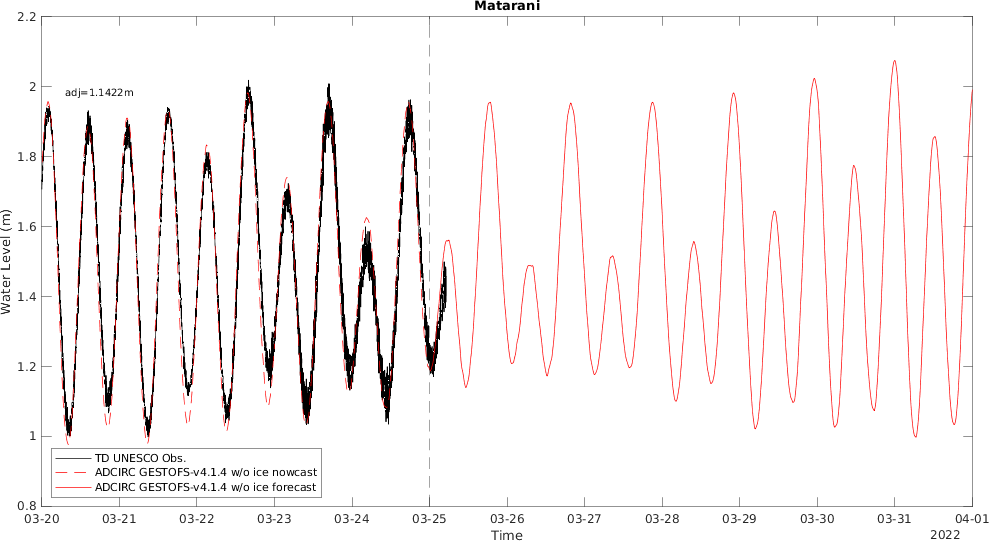 Matarani
2.2
2
1.8
1.6
1.4
1.2
1
0.8
Water Level (m)
adj=1.1422m
TD UNESCO Obs.
ADCIRC GESTOFS-v4.1.4 w/o ice nowcast
ADCIRC GESTOFS-v4.1.4 w/o ice forecast
03-20 03-21 03-22 03-23 03-24 03-25 03-26 03-27 03-28 03-29 03-30 03-31 04-01
Time
2022